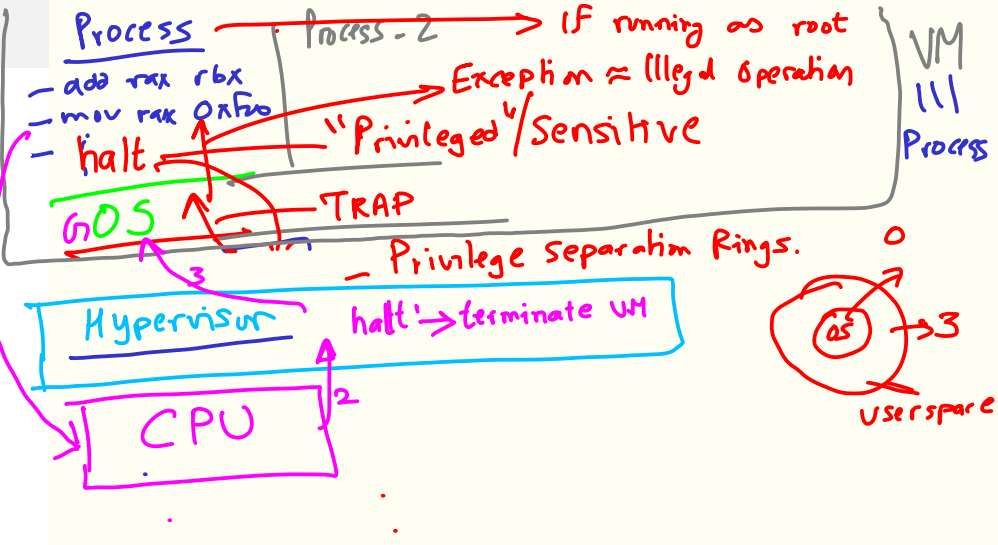 Process
Process-2
If running as root
add rax rbx
mov rax 0xFoo
halt
Exception ≈ Illegal operation
"Privileged"/Sensitive
VM
|||
Process
GOS
TRAP
- Privilege separation Rings.
3
Hypervisor
halt → terminate VM
2
CPU
0
OS
3
userspace